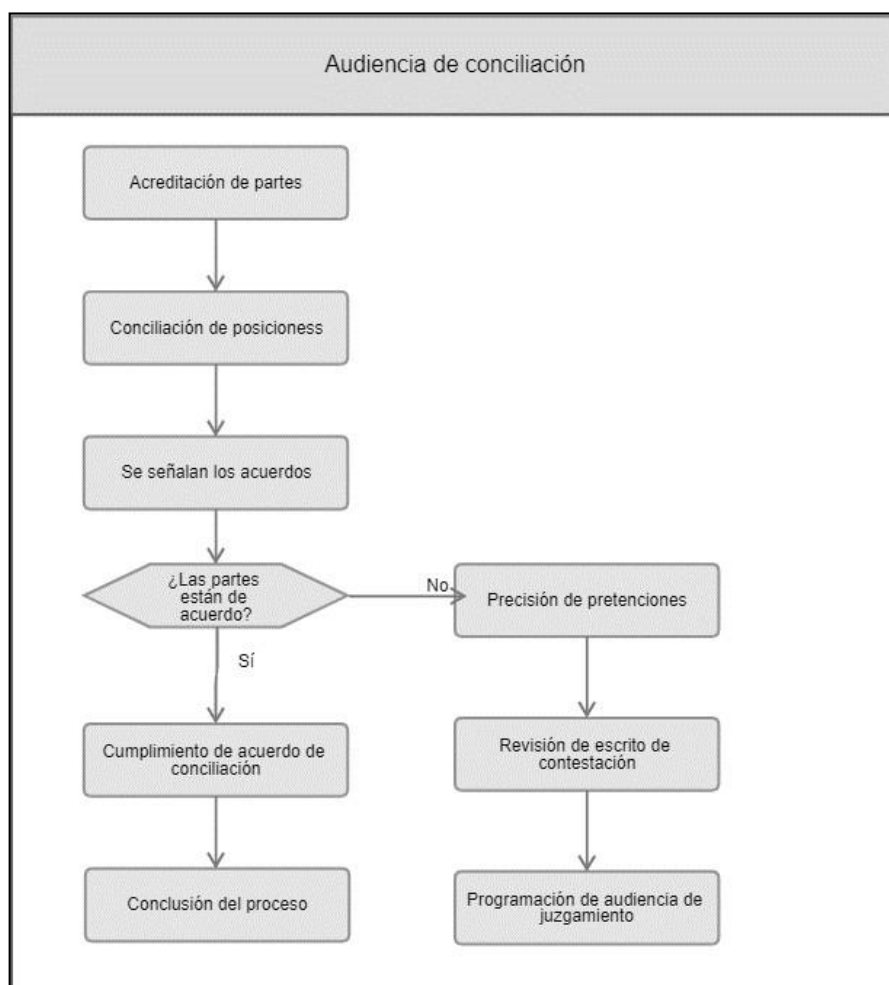 Audiencia de conciliación
Acreditación de partes
Conciliación de posicioness
Se señalan los acuerdos
¿Las partes
están de
acuerdo?
No
Precisión de pretenciones
Sí
Cumplimiento de acuerdo de
conciliación
Revisión de escrito de
contestación
Conclusión del proceso
Programación de audiencia de
juzgamiento